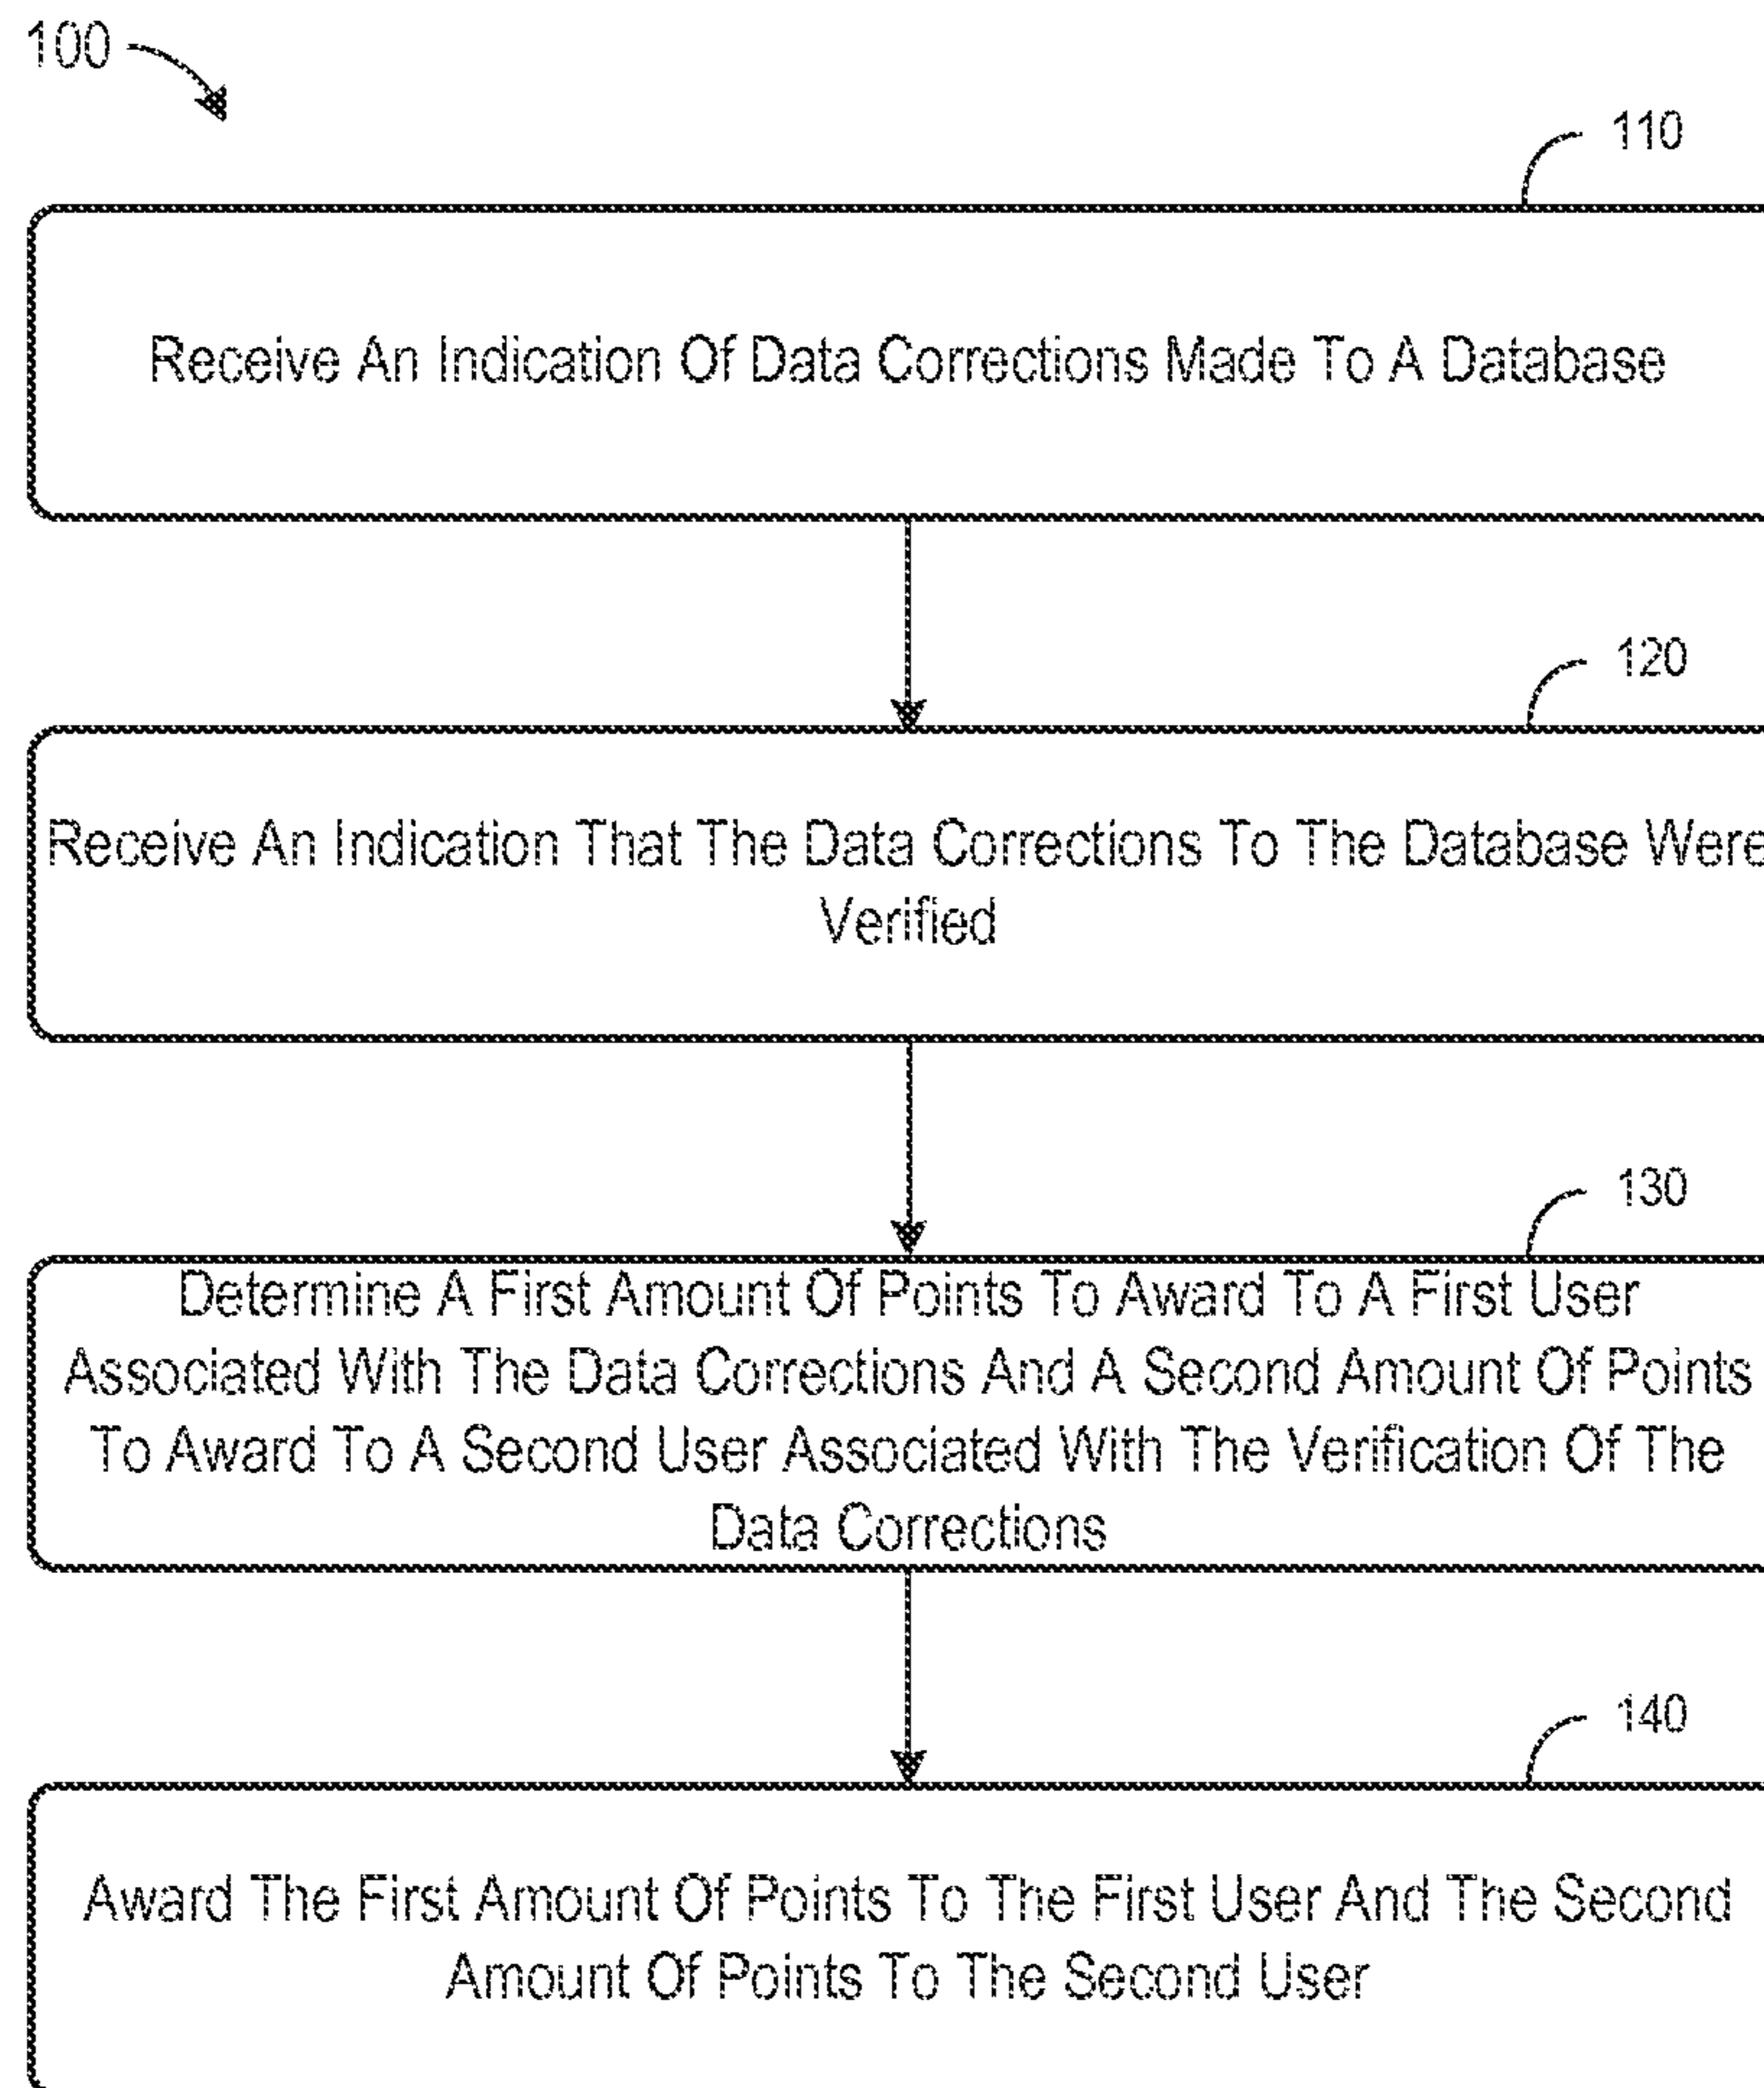 100
110
Receive An Indication Of Data Corrections Made To A Database
120
Receive An Indication That The Data Corrections To The Database Were
Verified
130
Determine A First Amount Of Points To Award To A First User
Associated With The Data Corrections And A Second Amount Of Points
To Award To A Second User Associated With The Verification Of The
Data Corrections
140
Award The First Amount Of Points To The First User And The Second
Amount Of Points To The Second User